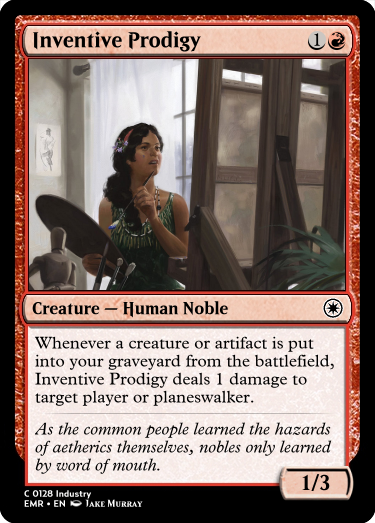 Inventive Prodigy
1
Creature — Human Noble
Whenever a creature or artifact is put
into your graveyard from the battlefield,
Inventive Prodigy deals 1 damage to
target player or planeswalker.
As the common people learned the hazards
of aetherics themselves, nobles only learned
by word of mouth.
1/3
C 0128 Industry
EMR • EN Jake Murray